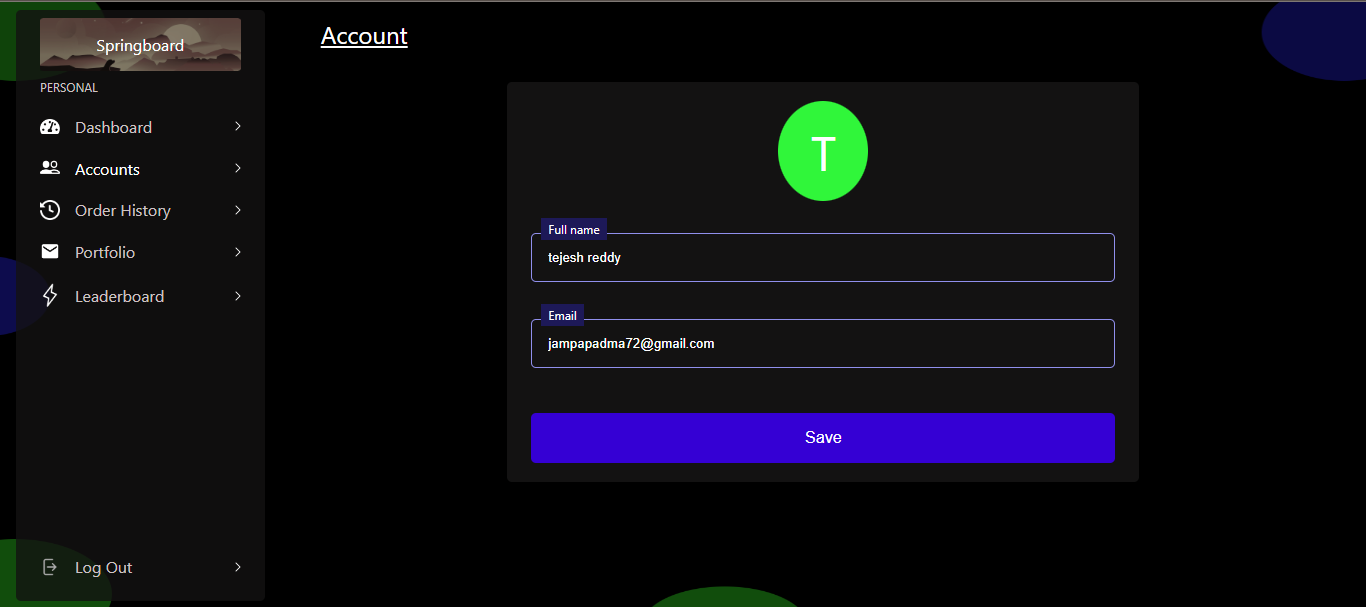 Springboard
PERSONAL
Dashboard
Accounts
Order History
Portfolio
Leaderboard
Log Out
Account
T
Full name
tejesh reddy
Email
jampapadma72@gmail.com
Save